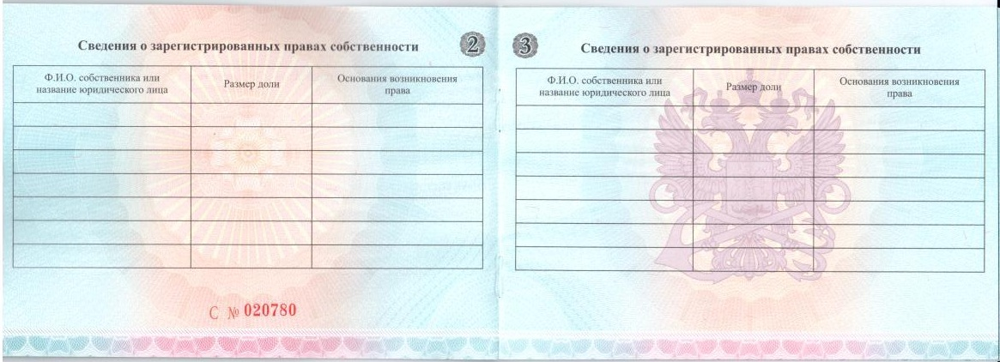 Сведения о зарегистрированных правах собственности
2
Ф.И.О. собственника или
название юридического лица
Размер доли
Основания возникновения
права
С № 020780
3
Сведения о зарегистрированных правах собственности
Ф.И.О. собственника или
название юридического лица
Размер доли
Основания возникновения
права